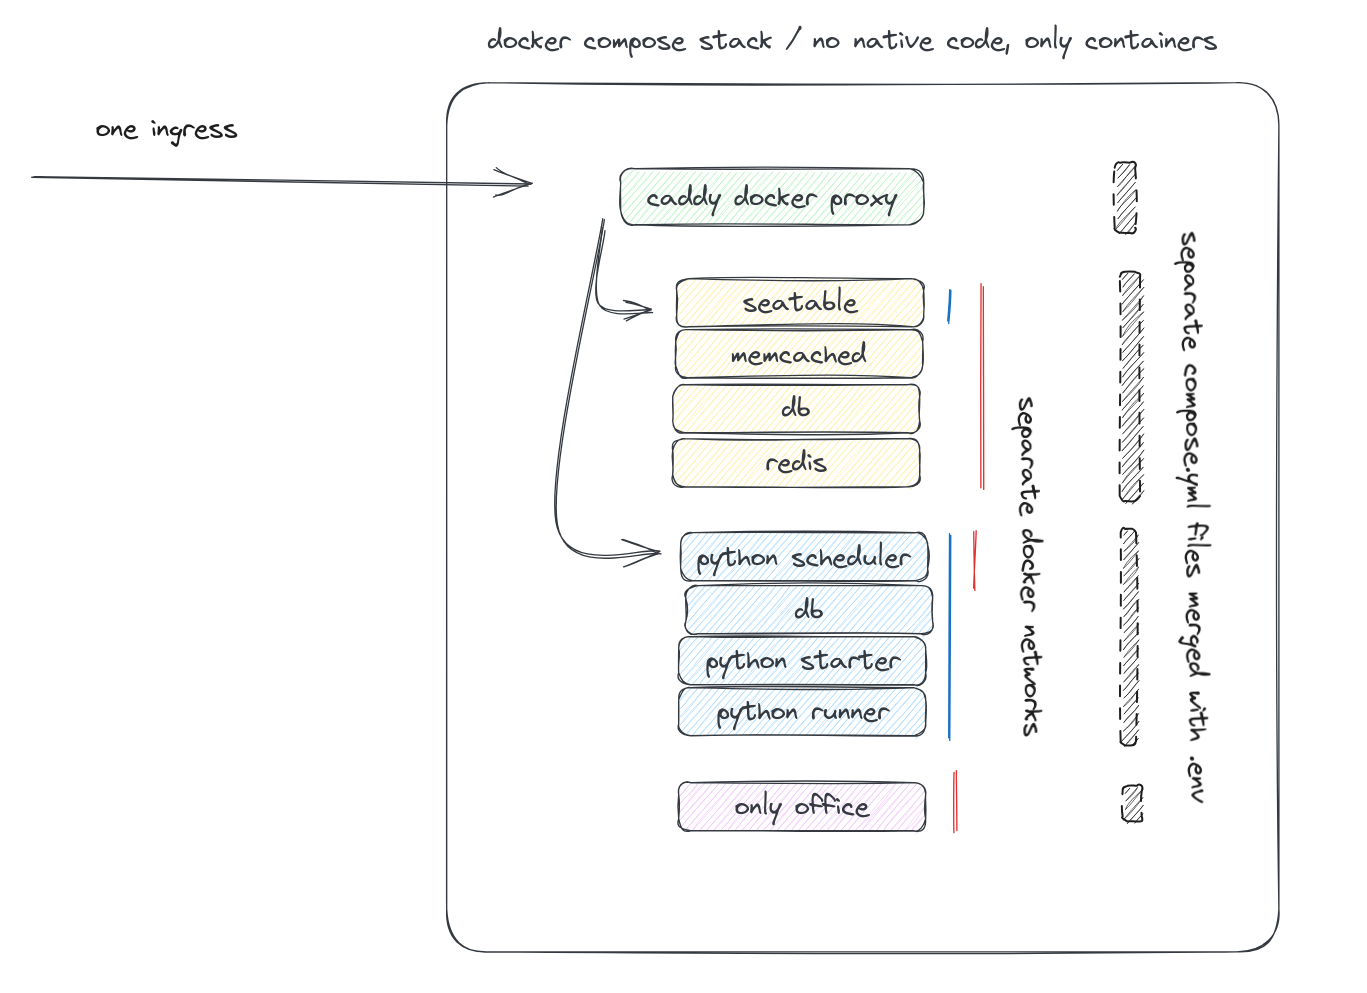 docker compose stack / no native code, only containers
one ingress
caddy docker proxy
seatable
memcached
db
redis
python scheduler
db
python starter
python runner
only office
separate docker networks
separate compose.yml files merged with .env